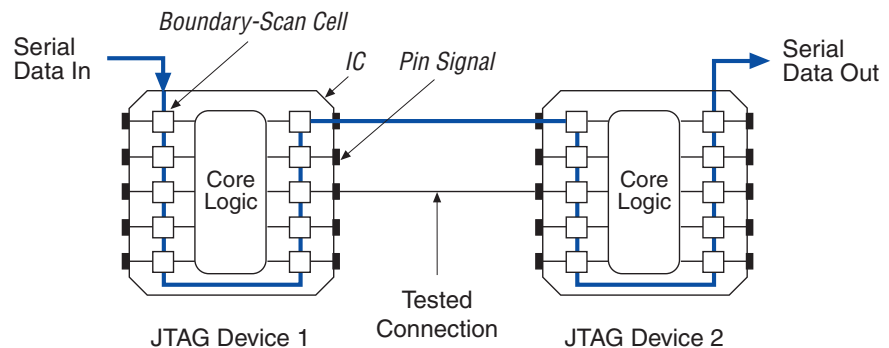 Boundary-Scan Cell
Serial
Data In
IC
Pin Signal
Serial
Data Out
Core
Logic
Core
Logic
Tested
Connection
JTAG Device 1
JTAG Device 2